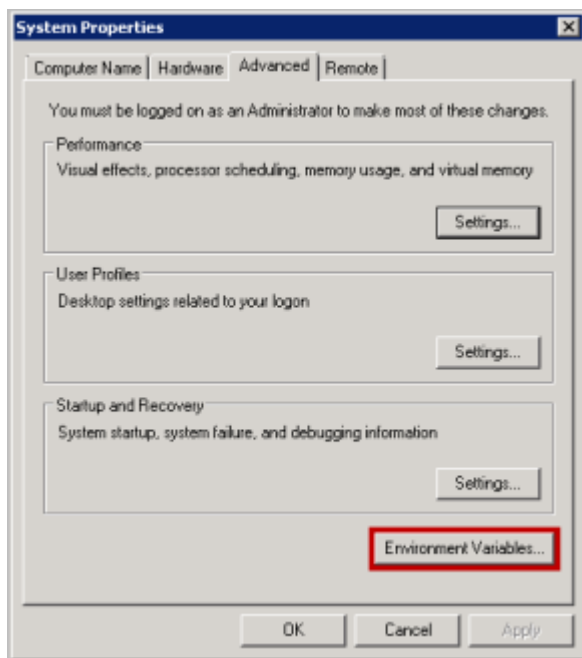 System Properties
Computer Name Hardware Advanced Remote
You must be logged on as an Administrator to make most of these changes.
Performance
Visual effects, processor scheduling, memory usage, and virtual memory
Settings...
User Profiles
Desktop settings related to your logon
Settings...
Startup and Recovery
System startup, system failure, and debugging information
Settings...
Environment Variables...
OK Cancel Apply